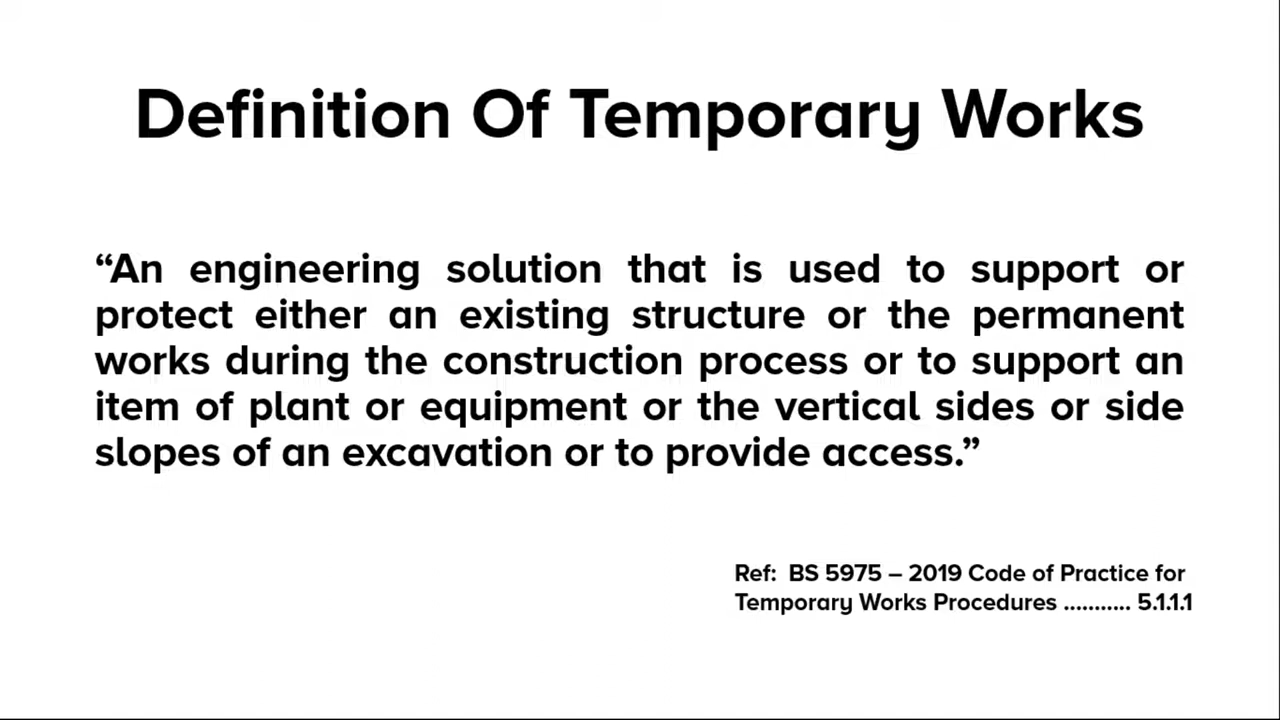 Definition Of Temporary Works
“An engineering solution that is used to support or
protect either an existing structure or the permanent
works during the construction process or to support an
item of plant or equipment or the vertical sides or side
slopes of an excavation or to provide access.”
Ref:  BS 5975 – 2019 Code of Practice for
Temporary Works Procedures ........... 5.1.1.1